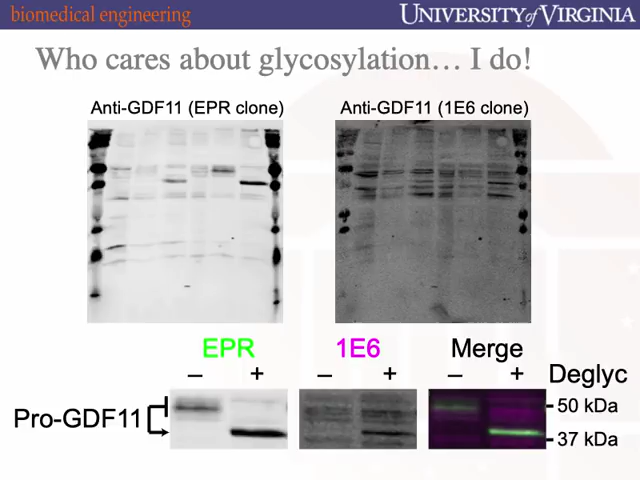 biomedical engineering
UNIVERSITY of VIRGINIA
Who cares about glycosylation… I do!
Anti-GDF11 (EPR clone)
Anti-GDF11 (1E6 clone)
EPR 1E6 Merge
– + – + – + Deglyc
Pro-GDF11
50 kDa
37 kDa